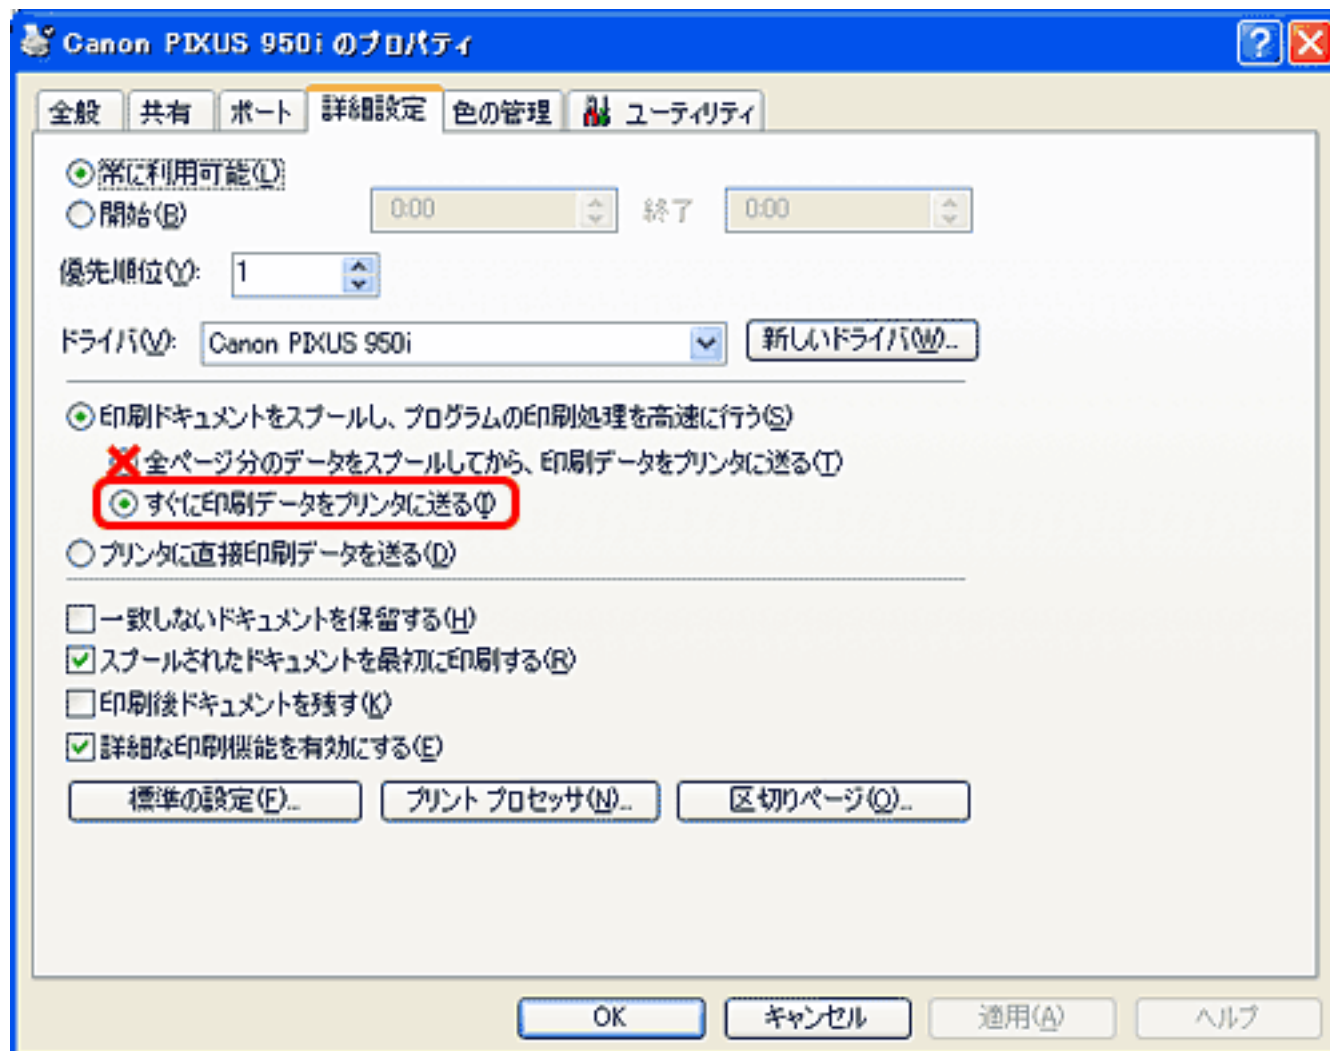 Canon PIXUS 950i のプロパティ
全般 共有 ポート 詳細設定 色の管理 ユーティリティ
常に利用可能(L)
開始(B) 0:00 終了 0:00
優先順位(Y): 1
ドライバ(V): Canon PIXUS 950i 新しいドライバ(W)...
印刷ドキュメントをスプールし、プログラムの印刷処理を高速に行う(S)
全ページ分のデータをスプールしてから、印刷データをプリンタに送る(T)
すぐに印刷データをプリンタに送る(I)
プリンタに直接印刷データを送る(D)
一致しないドキュメントを保留する(H)
スプールされたドキュメントを最初に印刷する(R)
印刷後ドキュメントを残す(K)
詳細な印刷機能を有効にする(E)
標準の設定(F)... プリント プロセッサ(N)... 区切りページ(O)...
OK キャンセル 適用(A) ヘルプ